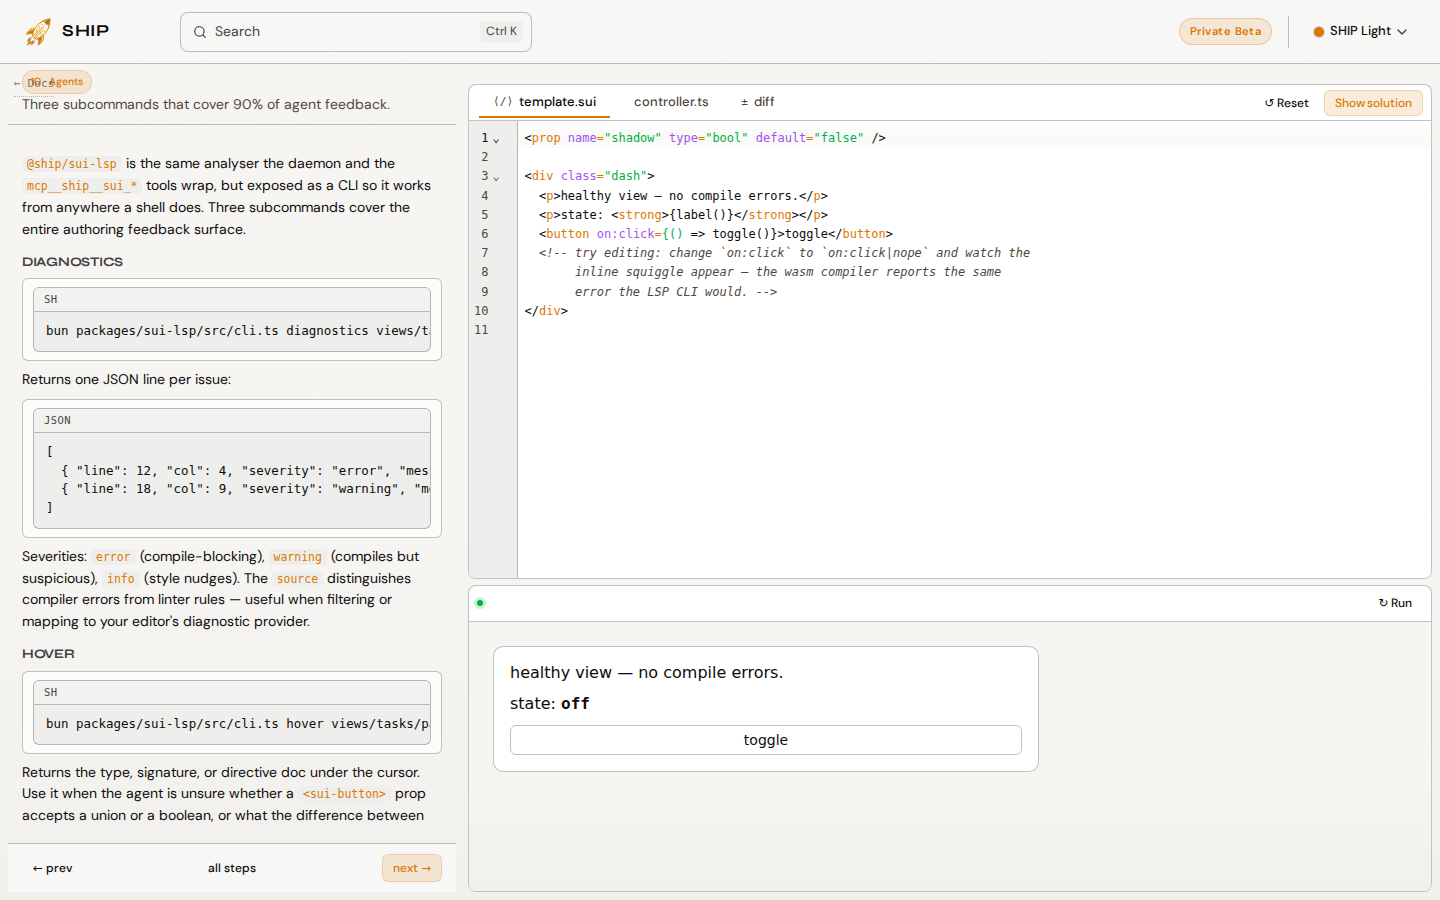 SHIP
Search
Ctrl K
Private Beta
SHIP Light
← Docs
Agents
Three subcommands that cover 90% of agent feedback.
@ship/sui-lsp is the same analyser the daemon and the
mcp__ship__sui_* tools wrap, but exposed as a CLI so it works
from anywhere a shell does. Three subcommands cover the
entire authoring feedback surface.
DIAGNOSTICS
SH
bun packages/sui-lsp/src/cli.ts diagnostics views/t
Returns one JSON line per issue:
JSON
[
{ "line": 12, "col": 4, "severity": "error", "mes
{ "line": 18, "col": 9, "severity": "warning", "m
]
Severities: error (compile-blocking), warning (compiles but
suspicious), info (style nudges). The source distinguishes
compiler errors from linter rules — useful when filtering or
mapping to your editor's diagnostic provider.
HOVER
SH
bun packages/sui-lsp/src/cli.ts hover views/tasks/p
Returns the type, signature, or directive doc under the cursor.
Use it when the agent is unsure whether a <sui-button> prop
accepts a union or a boolean, or what the difference between
← prev
all steps
next →
⟨/⟩ template.sui
controller.ts
± diff
↺ Reset
Show solution
1 <prop name="shadow" type="bool" default="false" />
2
3 <div class="dash">
4 <p>healthy view — no compile errors.</p>
5 <p>state: <strong>{label()}</strong></p>
6 <button on:click={() => toggle()}>toggle</button>
7 <!-- try editing: change `on:click` to `on:click|nope` and watch the
8 inline squiggle appear — the wasm compiler reports the same
9 error the LSP CLI would. -->
10 </div>
11
↻ Run
healthy view — no compile errors.
state: off
toggle